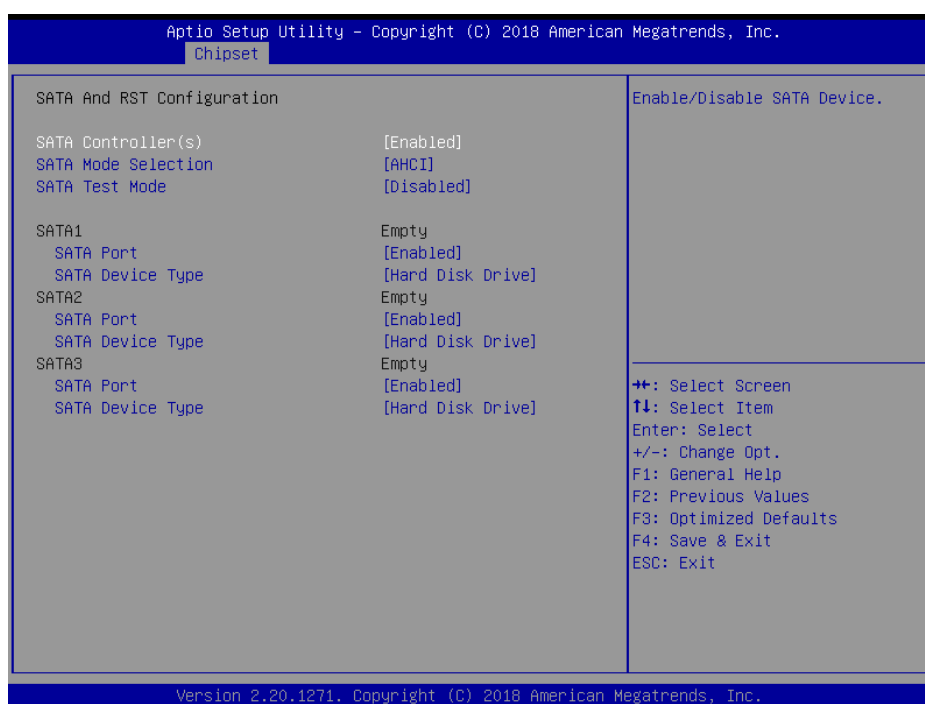 Aptio Setup Utility – Copyright (C) 2018 American Megatrends, Inc.
Chipset
SATA And RST Configuration
SATA Controller(s) [Enabled]
SATA Mode Selection [AHCI]
SATA Test Mode [Disabled]
SATA1 Empty
SATA Port [Enabled]
SATA Device Type [Hard Disk Drive]
SATA2 Empty
SATA Port [Enabled]
SATA Device Type [Hard Disk Drive]
SATA3 Empty
SATA Port [Enabled]
SATA Device Type [Hard Disk Drive]
Enable/Disable SATA Device.
→←: Select Screen
↑↓: Select Item
Enter: Select
+/-: Change Opt.
F1: General Help
F2: Previous Values
F3: Optimized Defaults
F4: Save & Exit
ESC: Exit
Version 2.20.1271. Copyright (C) 2018 American Megatrends, Inc.